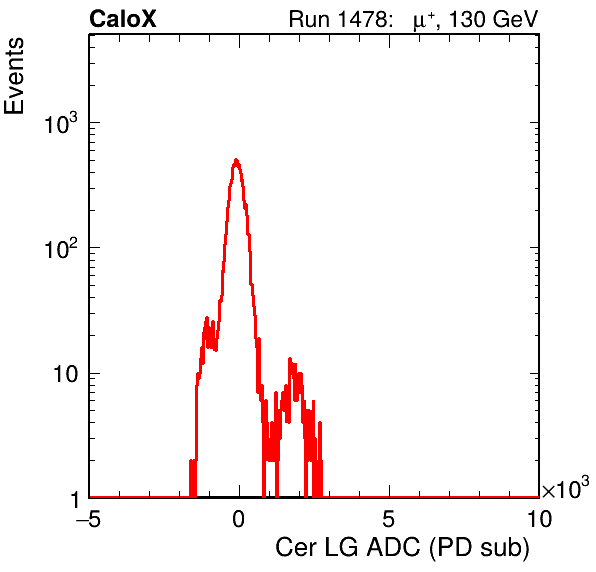 CaloX Run 1478: μ⁺, 130 GeV
Events
10³
10²
10
1
−5 0 5 10
×10³
Cer LG ADC (PD sub)